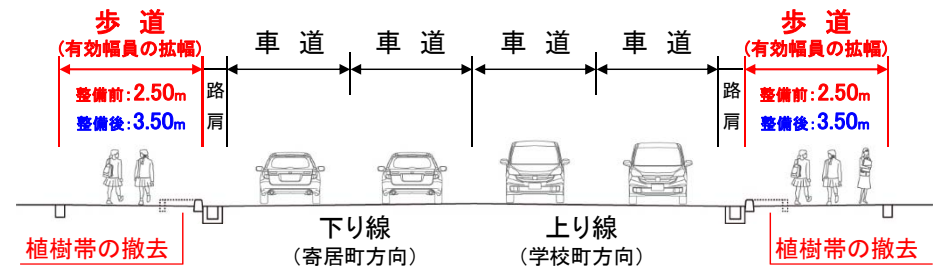 歩 道
(有効幅員の拡幅)
車 道
車 道
車 道
車 道
歩 道
(有効幅員の拡幅)
整備前:2.50m
整備後:3.50m
路肩
路肩
整備前:2.50m
整備後:3.50m
下り線
(寄居町方向)
上り線
(学校町方向)
植樹帯の撤去
植樹帯の撤去